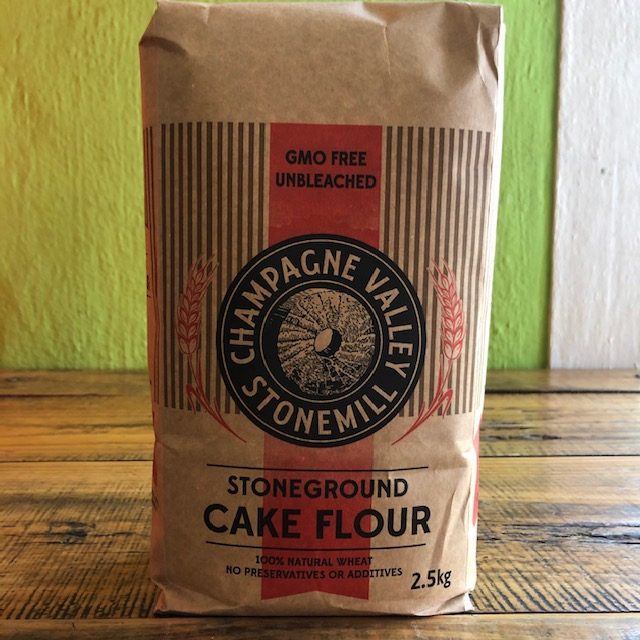 GMO FREE
UNBLEACHED
CHAMPAGNE VALLEY
STONEMILL
STONEGROUND
CAKE FLOUR
100% NATURAL WHEAT
NO PRESERVATIVES OR ADDITIVES
2.5kg